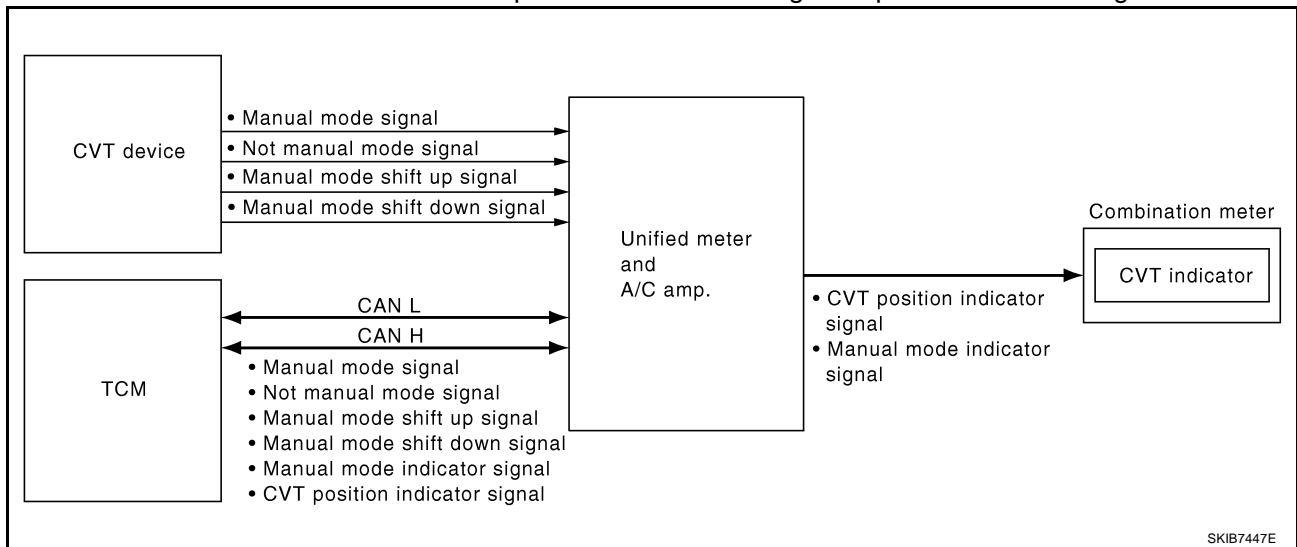 CVT device
• Manual mode signal
• Not manual mode signal
• Manual mode shift up signal
• Manual mode shift down signal
TCM
CAN L
CAN H
• Manual mode signal
• Not manual mode signal
• Manual mode shift up signal
• Manual mode shift down signal
• Manual mode indicator signal
• CVT position indicator signal
Unified meter
and
A/C amp.
• CVT position indicator
signal
• Manual mode indicator
signal
Combination meter
CVT indicator
SKIB7447E